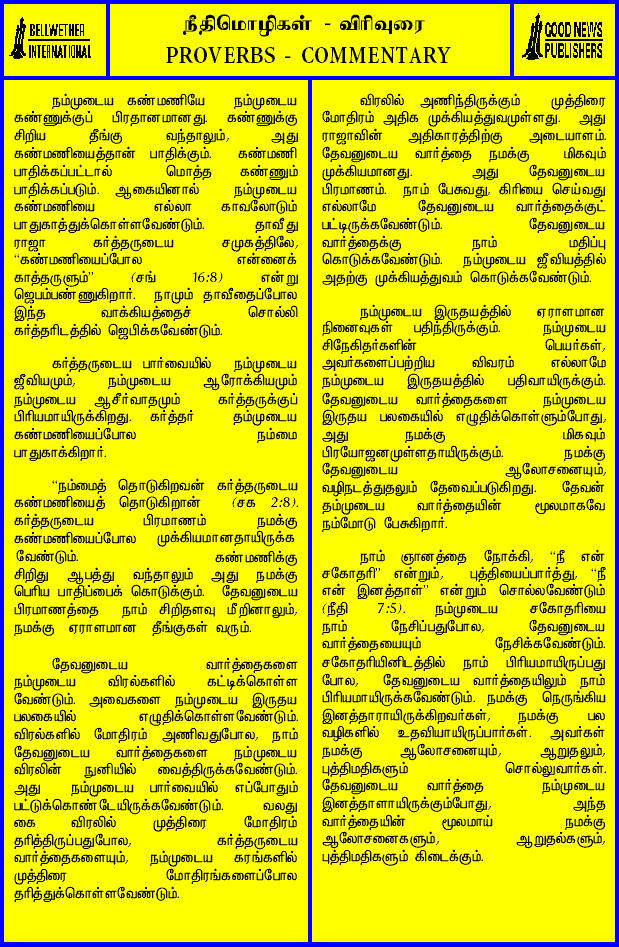 BELLWETHER
INTERNATIONAL
நீதிமொழிகள் - விரிவுரை
PROVERBS - COMMENTARY
GOOD NEWS
PUBLISHERS
நம்முடைய கண்மணியே நம்முடைய
கண்ணுக்குப் பிரதானமானது. கண்ணுக்கு
சிறிய தீங்கு வந்தாலும், அது
கண்மணியைத்தான் பாதிக்கும். கண்மணி
பாதிக்கப்பட்டால் மொத்த கண்ணும்
பாதிக்கப்படும். ஆகையினால் நம்முடைய
கண்மணியை எல்லா காவலோடும்
பாதுகாத்துக்கொள்ளவேண்டும். தாவீது
ராஜா கர்த்தருடைய சமுகத்திலே,
“கண்மணியைப்போல என்னைக்
காத்தருளும்” (சங் 16:8) என்று
ஜெபம்பண்ணுகிறார். நாமும் தாவீதைப்போல
இந்த வாக்கியத்தைச் சொல்லி
கர்த்தரிடத்தில் ஜெபிக்கவேண்டும்.
கர்த்தருடைய பார்வையில் நம்முடைய
ஜீவியமும், நம்முடைய ஆரோக்கியமும்
நம்முடைய ஆசீர்வாதமும் கர்த்தருக்குப்
பிரியமாயிருக்கிறது. கர்த்தர் தம்முடைய
கண்மணியைப்போல நம்மை
பாதுகாக்கிறார்.
“நம்மைத் தொடுகிறவன் கர்த்தருடைய
கண்மணியைத் தொடுகிறான் (சக 2:8).
கர்த்தருடைய பிரமாணம் நமக்கு
கண்மணியைப்போல முக்கியமானதாயிருக்க
வேண்டும். கண்மணிக்கு
சிறிது ஆபத்து வந்தாலும் அது நமக்கு
பெரிய பாதிப்பைக் கொடுக்கும். தேவனுடைய
பிரமாணத்தை நாம் சிறிதளவு மீறினாலும்,
நமக்கு ஏராளமான தீங்குகள் வரும்.
தேவனுடைய வார்த்தைகளை
நம்முடைய விரல்களில் கட்டிக்கொள்ள
வேண்டும். அவைகளை நம்முடைய இருதய
பலகையில் எழுதிக்கொள்ளவேண்டும்.
விரல்களில் மோதிரம் அணிவதுபோல, நாம்
தேவனுடைய வார்த்தைகளை நம்முடைய
விரலின் நுனியில் வைத்திருக்கவேண்டும்.
அது நம்முடைய பார்வையில் எப்போதும்
பட்டுக்கொண்டேயிருக்கவேண்டும். வலது
கை விரலில் முத்திரை மோதிரம்
தரித்திருப்பதுபோல, கர்த்தருடைய
வார்த்தைகளையும், நம்முடைய கரங்களில்
முத்திரை மோதிரங்களைப்போல
தரித்துக்கொள்ளவேண்டும்.
விரலில் அணிந்திருக்கும் முத்திரை
மோதிரம் அதிக முக்கியத்துவமுள்ளது. அது
ராஜாவின் அதிகாரத்திற்கு அடையாளம்.
தேவனுடைய வார்த்தை நமக்கு மிகவும்
முக்கியமானது. அது தேவனுடைய
பிரமாணம். நாம் பேசுவது, கிரியை செய்வது
எல்லாமே தேவனுடைய வார்த்தைக்குட்
பட்டிருக்கவேண்டும். தேவனுடைய
வார்த்தைக்கு நாம் மதிப்பு
கொடுக்கவேண்டும். நம்முடைய ஜீவியத்தில்
அதற்கு முக்கியத்துவம் கொடுக்கவேண்டும்.
நம்முடைய இருதயத்தில் ஏராளமான
நினைவுகள் பதிந்திருக்கும். நம்முடைய
சிநேகிதர்களின் பெயர்கள்,
அவர்களைப்பற்றிய விவரம் எல்லாமே
நம்முடைய இருதயத்தில் பதிவாயிருக்கும்.
தேவனுடைய வார்த்தைகளை நம்முடைய
இருதய பலகையில் எழுதிக்கொள்ளும்போது,
அது நமக்கு மிகவும்
பிரயோஜனமுள்ளதாயிருக்கும். நமக்கு
தேவனுடைய ஆலோசனையும்,
வழிநடத்துதலும் தேவைப்படுகிறது. தேவன்
தம்முடைய வார்த்தையின் மூலமாகவே
நம்மோடு பேசுகிறார்.
நாம் ஞானத்தை நோக்கி, “நீ என்
சகோதரி” என்றும், புத்தியைப்பார்த்து, “நீ
என் இனத்தாள்” என்றும் சொல்லவேண்டும்
(நீதி 7:5). நம்முடைய சகோதரியை
நாம் நேசிப்பதுபோல, தேவனுடைய
வார்த்தையையும் நேசிக்கவேண்டும்.
சகோதரியினிடத்தில் நாம் பிரியமாயிருப்பது
போல, தேவனுடைய வார்த்தையிலும் நாம்
பிரியமாயிருக்கவேண்டும். நமக்கு நெருங்கிய
இனத்தாராயிருக்கிறவர்கள், நமக்கு பல
வழிகளில் உதவியாயிருப்பார்கள். அவர்கள்
நமக்கு ஆலோசனையும், ஆறுதலும்,
புத்திமதிகளும் சொல்லுவார்கள்.
தேவனுடைய வார்த்தை நம்முடைய
இனத்தாளாயிருக்கும்போது, அந்த
வார்த்தையின் மூலமாய் நமக்கு
ஆலோசனைகளும், ஆறுதல்களும்,
புத்திமதிகளும் கிடைக்கும்.